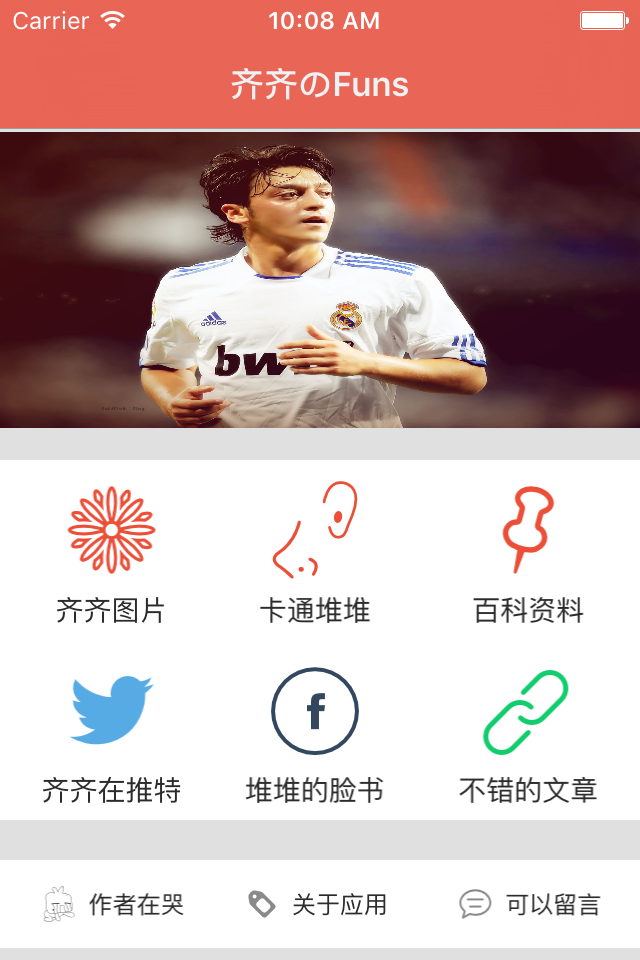 Carrier 10:08 AM
齐齐のFuns
adidas
bw
齐齐图片 卡通堆堆 百科资料
f
齐齐在推特 堆堆的脸书 不错的文章
作者在哭 关于应用 可以留言